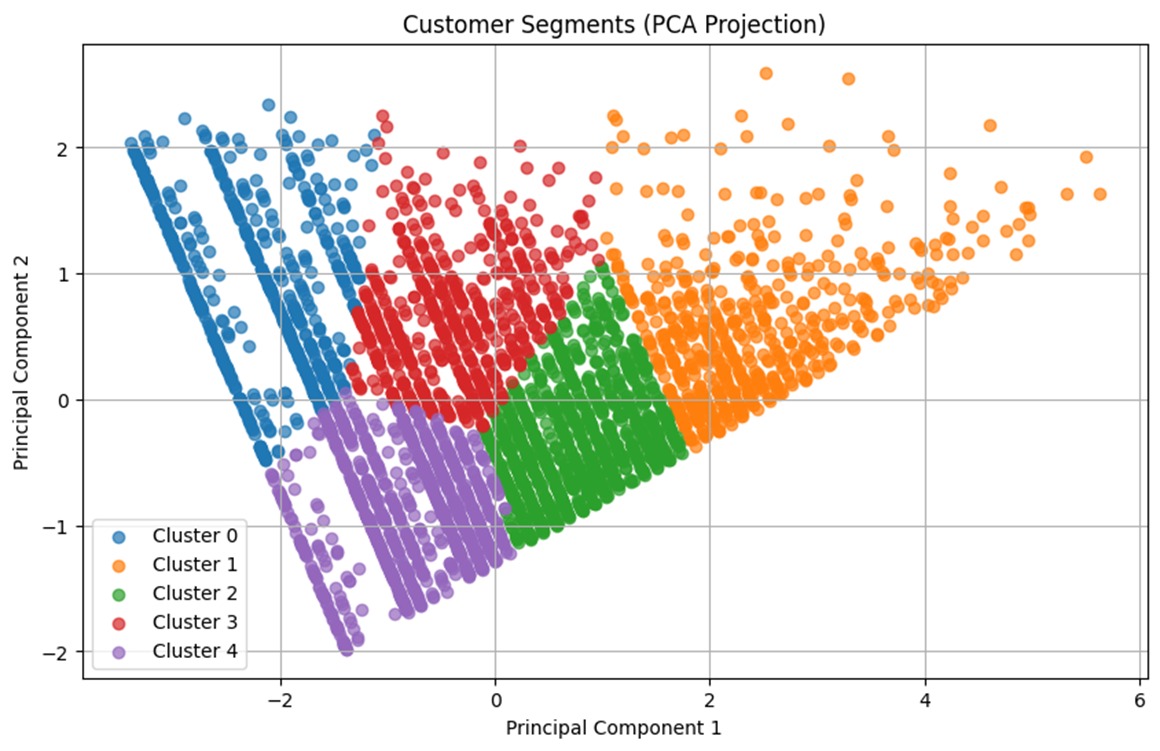 Customer Segments (PCA Projection)
Principal Component 2
2
1
0
−1
−2
Cluster 0
Cluster 1
Cluster 2
Cluster 3
Cluster 4
−2
0
2
4
6
Principal Component 1